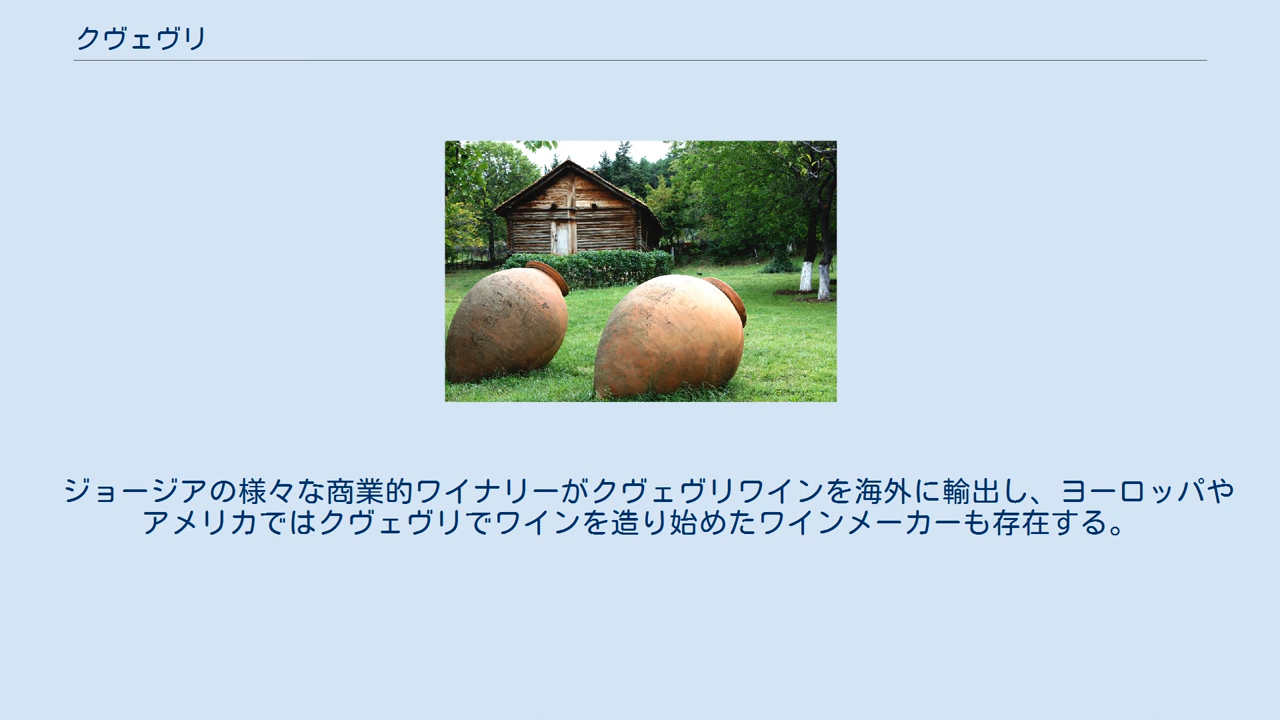 クヴェヴリ
ジョージアの様々な商業的ワイナリーがクヴェヴリワインを海外に輸出し、ヨーロッパや
アメリカではクヴェヴリでワインを造り始めたワインメーカーも存在する。